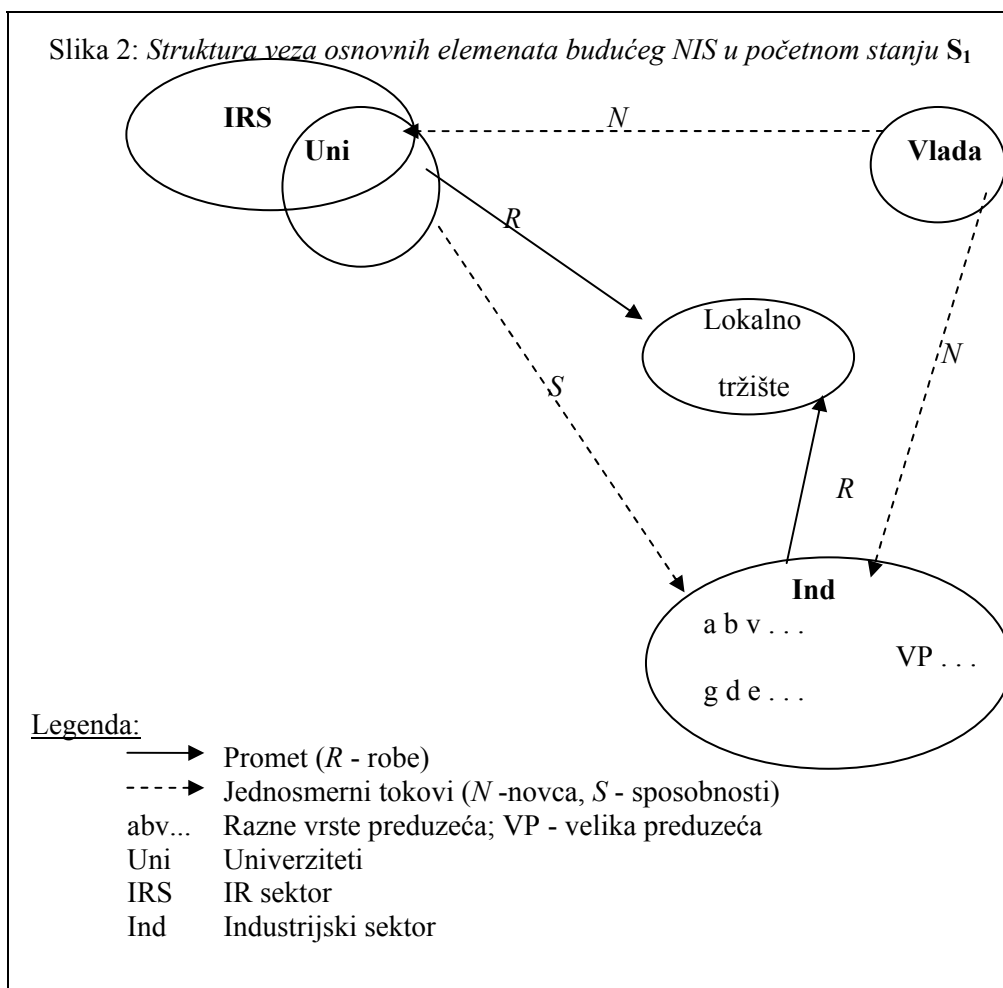 Slika 2: Struktura veza osnovnih elemenata budućeg NIS u početnom stanju S1
IRS
Uni
N
Vlada
R
Lokalno
tržište
N
S
R
Ind
a b v . . .
VP . . .
g d e . . .
Legenda:
Promet (R - robe)
Jednosmerni tokovi (N -novca, S - sposobnosti)
abv... Razne vrste preduzeća; VP - velika preduzeća
Uni Univerziteti
IRS IR sektor
Ind Industrijski sektor